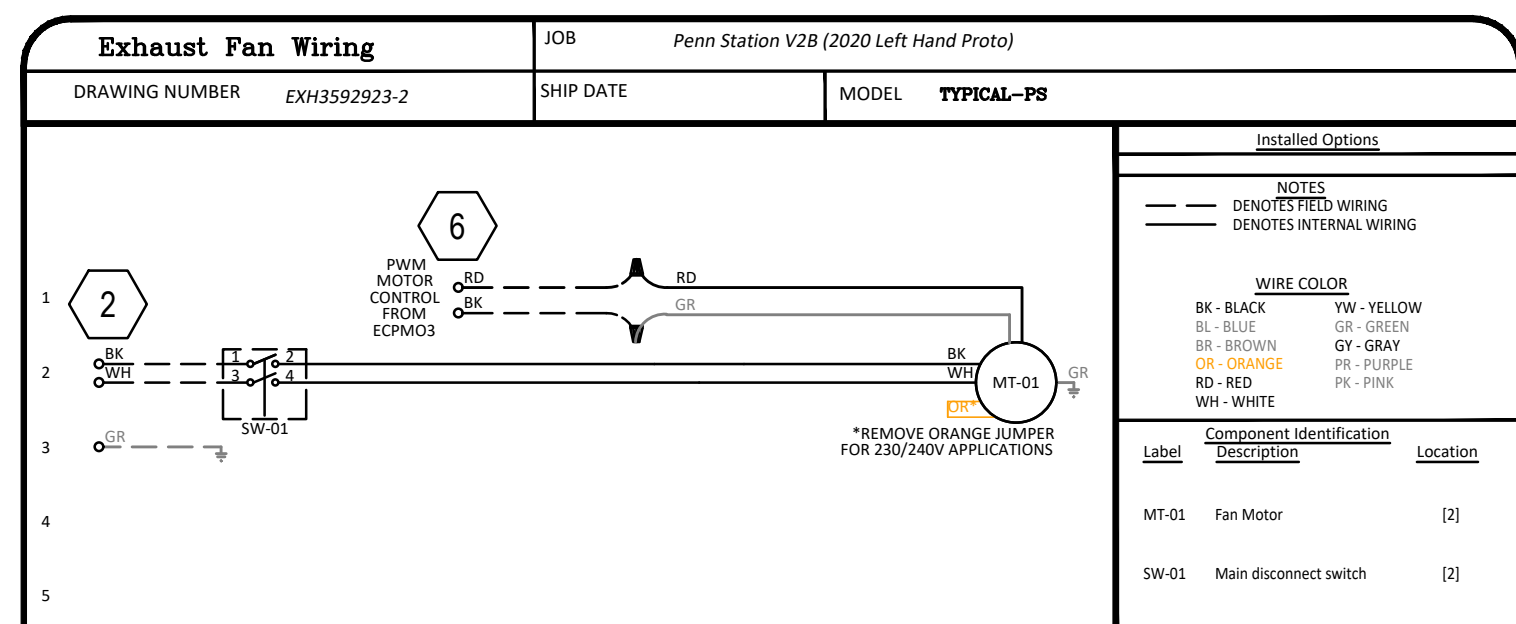 Exhaust Fan Wiring
JOB Penn Station V2B (2020 Left Hand Proto)
DRAWING NUMBER EXH3592923-2
SHIP DATE
MODEL TYPICAL-PS
Installed Options
NOTES
DENOTES FIELD WIRING
DENOTES INTERNAL WIRING
WIRE COLOR
BK - BLACK YW - YELLOW
BL - BLUE GR - GREEN
BR - BROWN GY - GRAY
OR - ORANGE PR - PURPLE
RD - RED PK - PINK
WH - WHITE
Component Identification
Label Description Location
MT-01 Fan Motor [2]
SW-01 Main disconnect switch [2]
6
PWM
MOTOR
CONTROL
FROM
ECPMO3
RD RD
BK GR
1 2
2 BK 1 2 BK
WH 3 4 WH MT-01 GR
OR*
SW-01
*REMOVE ORANGE JUMPER
FOR 230/240V APPLICATIONS
3 GR
4
5